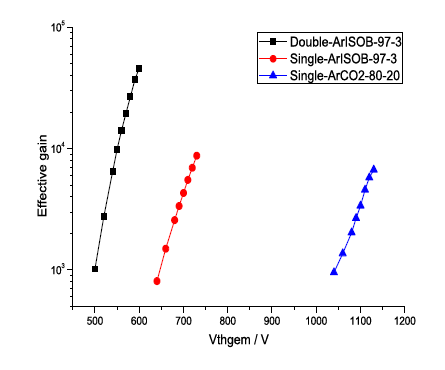 10^5
Double-ArISOB-97-3
Single-ArISOB-97-3
Single-ArCO2-80-20
10^4
10^3
Effective gain
500 600 700 800 900 1000 1100 1200
Vthgem / V